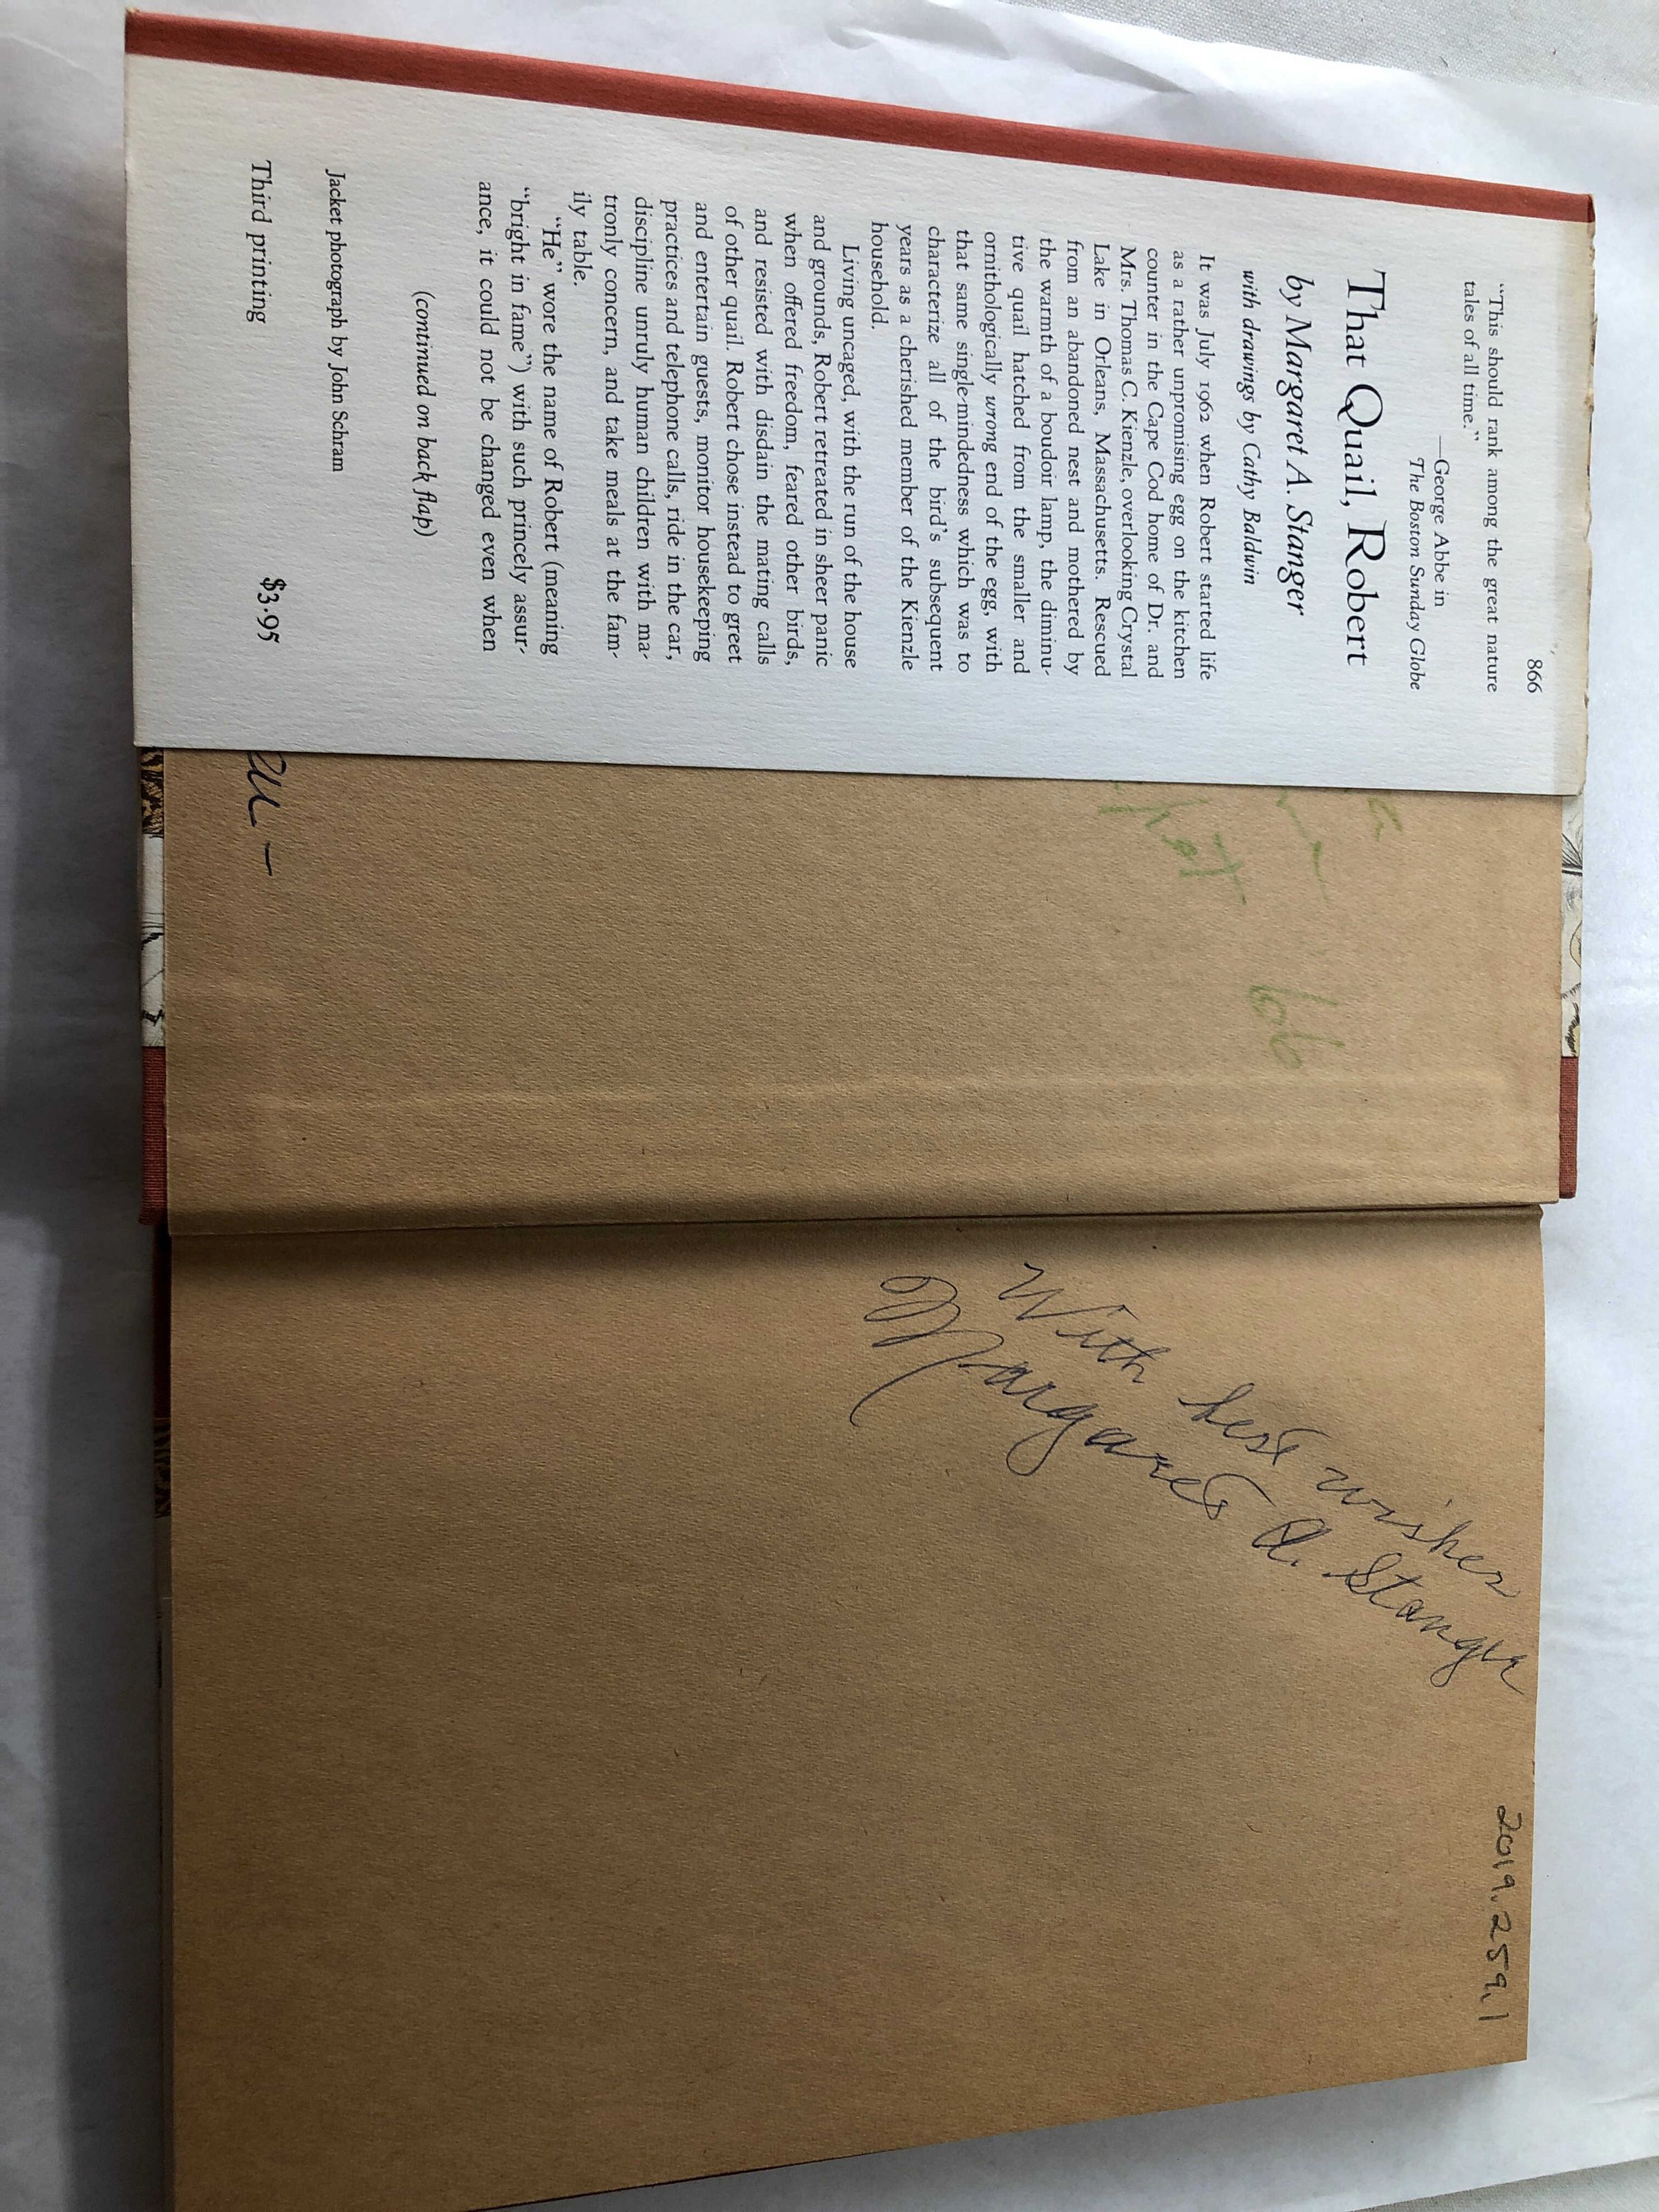 866
“This should rank among the great nature
tales of all time.”
—George Abbe in
The Boston Sunday Globe
That Quail, Robert
by Margaret A. Stanger
with drawings by Cathy Baldwin
It was July 1962 when Robert started life
as a rather unpromising egg on the kitchen
counter in the Cape Cod home of Dr. and
Mrs. Thomas C. Kienzle, overlooking Crystal
Lake in Orleans, Massachusetts. Rescued
from an abandoned nest and mothered by
the warmth of a boudoir lamp, the diminu-
tive quail hatched from the smaller and
ornithologically wrong end of the egg, with
that same single-mindedness which was to
characterize all of the bird's subsequent
years as a cherished member of the Kienzle
household.
Living uncaged, with the run of the house
and grounds, Robert retreated in sheer panic
when offered freedom, feared other birds,
and resisted with disdain the mating calls
of other quail. Robert chose instead to greet
and entertain guests, monitor housekeeping
practices and telephone calls, ride in the car,
discipline unruly human children with ma-
tronly concern, and take meals at the fam-
ily table.
“He” wore the name of Robert (meaning
“bright in fame”) with such princely assur-
ance, it could not be changed even when
(continued on back flap)
Jacket photograph by John Schram
Third printing
$3.95
With best wishes
Margaret A. Stanger
2019.259.1